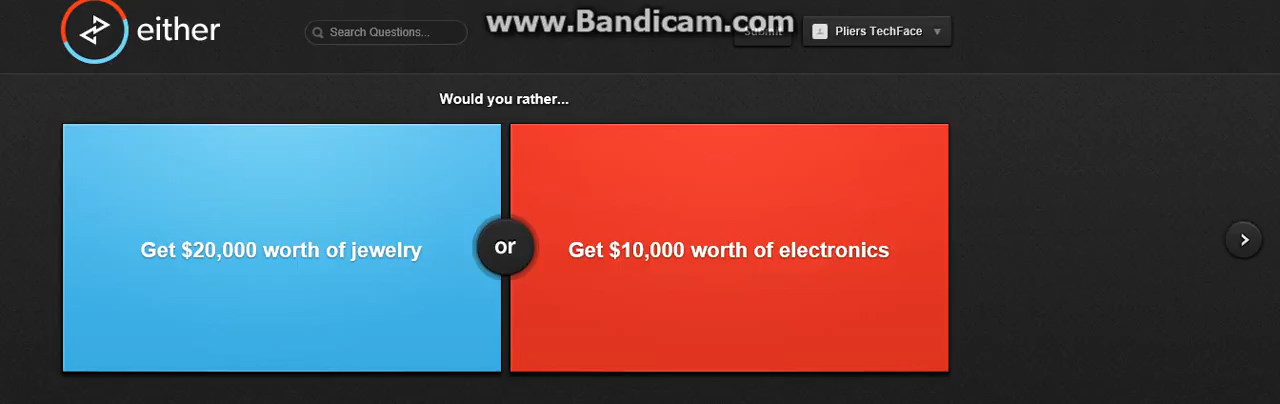 either
Search Questions...
www.Bandicam.com
Submit
Pliers TechFace
Would you rather...
Get $20,000 worth of jewelry
or
Get $10,000 worth of electronics